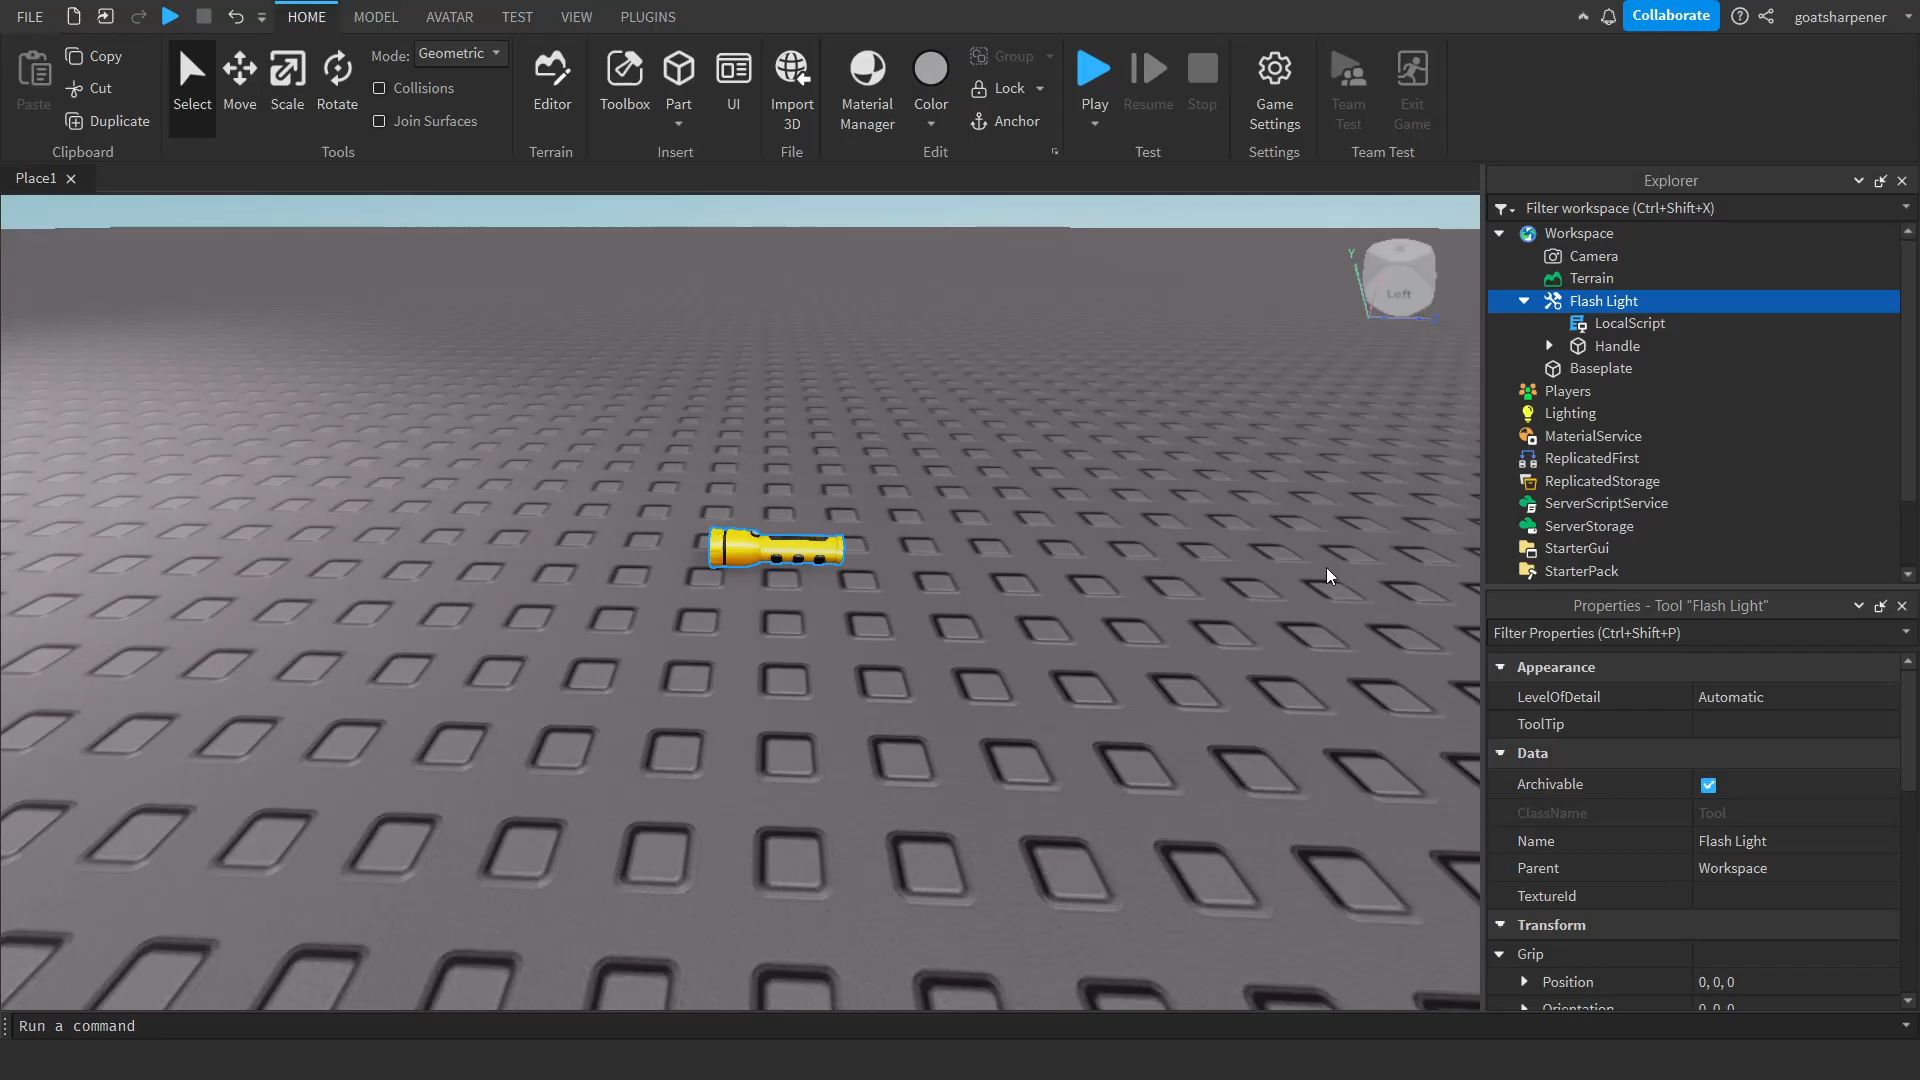 FILE HOME MODEL AVATAR TEST VIEW PLUGINS Collaborate goatsharpener
Paste Copy Cut Duplicate Clipboard
Select Move Scale Rotate Mode: Geometric Collisions Join Surfaces Tools
Editor Terrain
Toolbox Part UI Insert
Import 3D File
Material Manager Color Group Lock Anchor Edit
Play Resume Stop Test
Game Settings Settings
Team Test Exit Game Team Test
Place1
Y
Left
Explorer
Filter workspace (Ctrl+Shift+X)
Workspace
Camera
Terrain
Flash Light
LocalScript
Handle
Baseplate
Players
Lighting
MaterialService
ReplicatedFirst
ReplicatedStorage
ServerScriptService
ServerStorage
StarterGui
StarterPack
Properties - Tool "Flash Light"
Filter Properties (Ctrl+Shift+P)
Appearance
LevelOfDetail Automatic
ToolTip
Data
Archivable
ClassName Tool
Name Flash Light
Parent Workspace
TextureId
Transform
Grip
Position 0, 0, 0
Orientation 0, 0, 0
Run a command